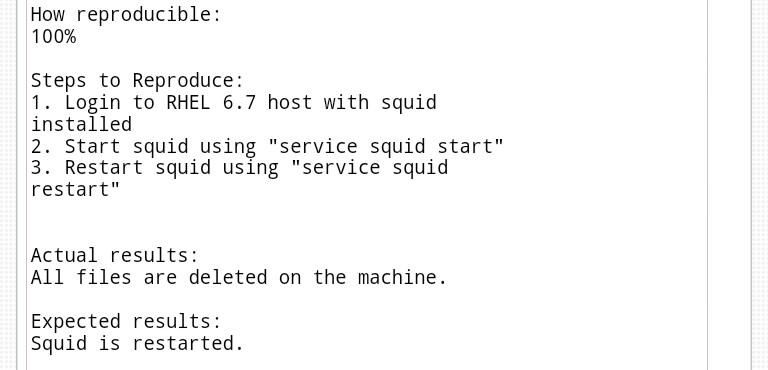 How reproducible:
100%
Steps to Reproduce:
1. Login to RHEL 6.7 host with squid
installed
2. Start squid using "service squid start"
3. Restart squid using "service squid
restart"
Actual results:
All files are deleted on the machine.
Expected results:
Squid is restarted.